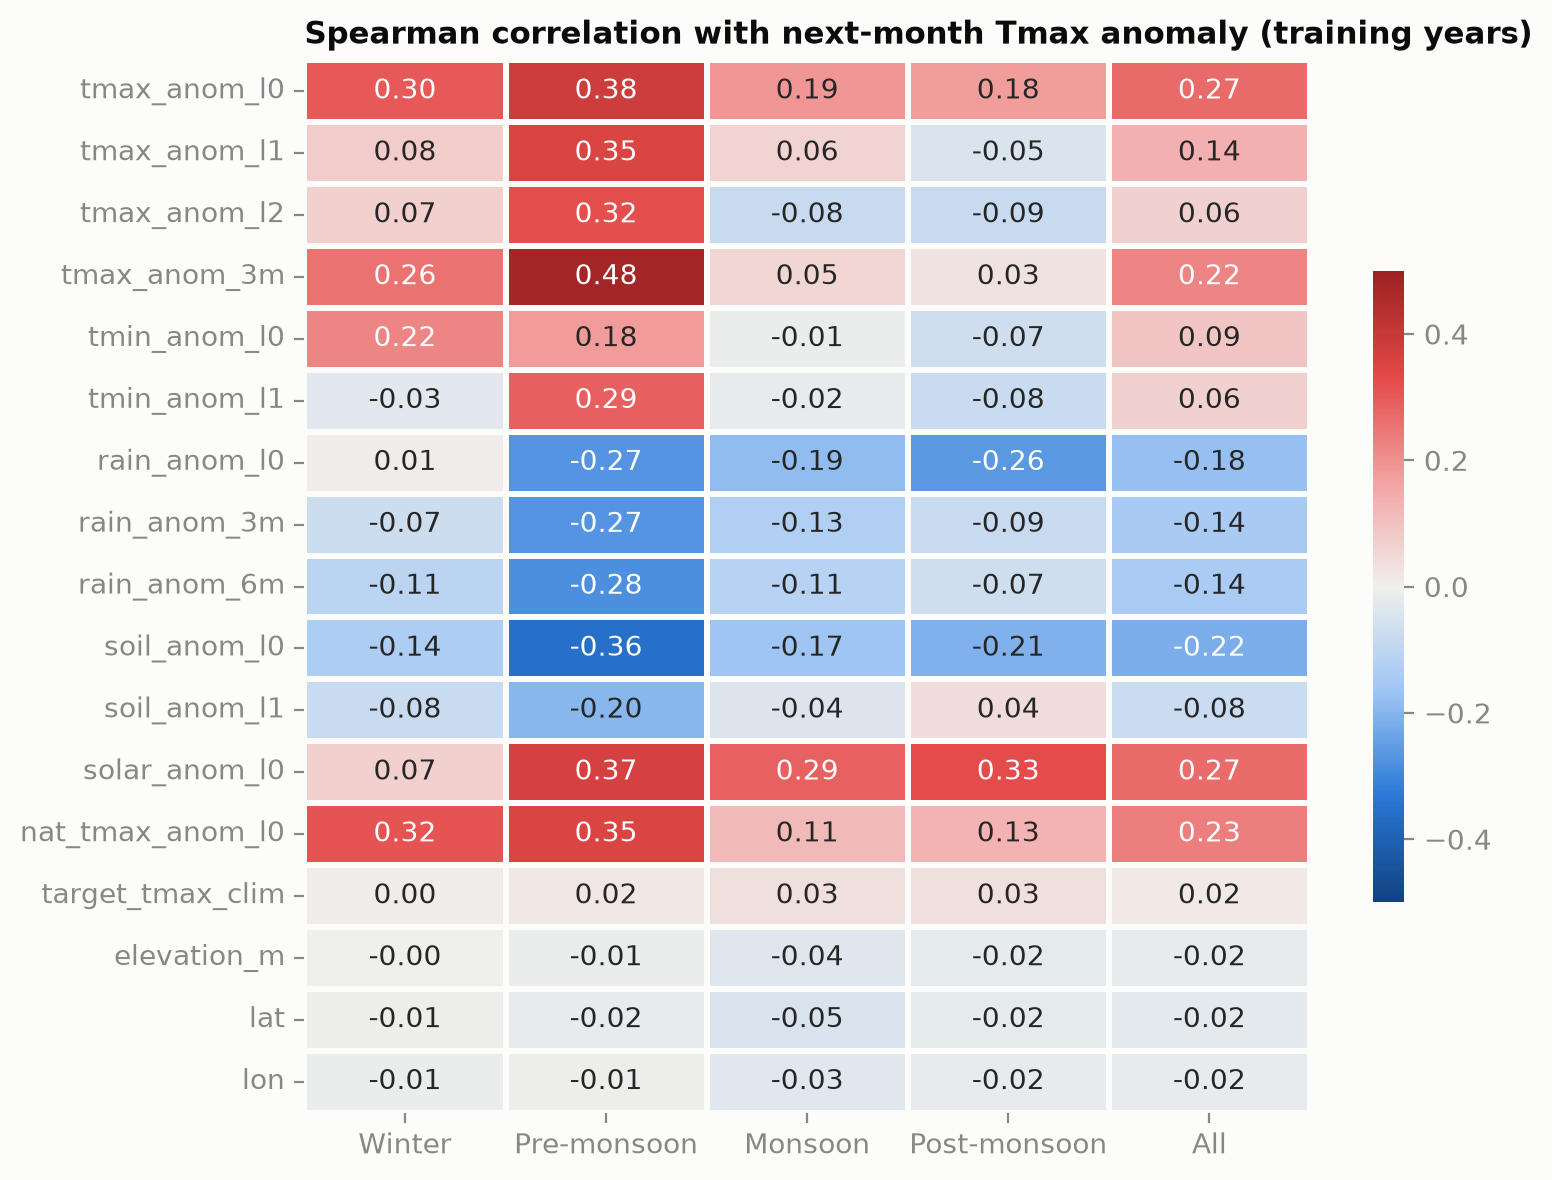 Spearman correlation with next-month Tmax anomaly (training years)
tmax_anom_l0 0.30 0.38 0.19 0.18 0.27
tmax_anom_l1 0.08 0.35 0.06 -0.05 0.14
tmax_anom_l2 0.07 0.32 -0.08 -0.09 0.06
tmax_anom_3m 0.26 0.48 0.05 0.03 0.22
tmin_anom_l0 0.22 0.18 -0.01 -0.07 0.09
tmin_anom_l1 -0.03 0.29 -0.02 -0.08 0.06
rain_anom_l0 0.01 -0.27 -0.19 -0.26 -0.18
rain_anom_3m -0.07 -0.27 -0.13 -0.09 -0.14
rain_anom_6m -0.11 -0.28 -0.11 -0.07 -0.14
soil_anom_l0 -0.14 -0.36 -0.17 -0.21 -0.22
soil_anom_l1 -0.08 -0.20 -0.04 0.04 -0.08
solar_anom_l0 0.07 0.37 0.29 0.33 0.27
nat_tmax_anom_l0 0.32 0.35 0.11 0.13 0.23
target_tmax_clim 0.00 0.02 0.03 0.03 0.02
elevation_m -0.00 -0.01 -0.04 -0.02 -0.02
lat -0.01 -0.02 -0.05 -0.02 -0.02
lon -0.01 -0.01 -0.03 -0.02 -0.02
Winter Pre-monsoon Monsoon Post-monsoon All
0.4
0.2
0.0
−0.2
−0.4